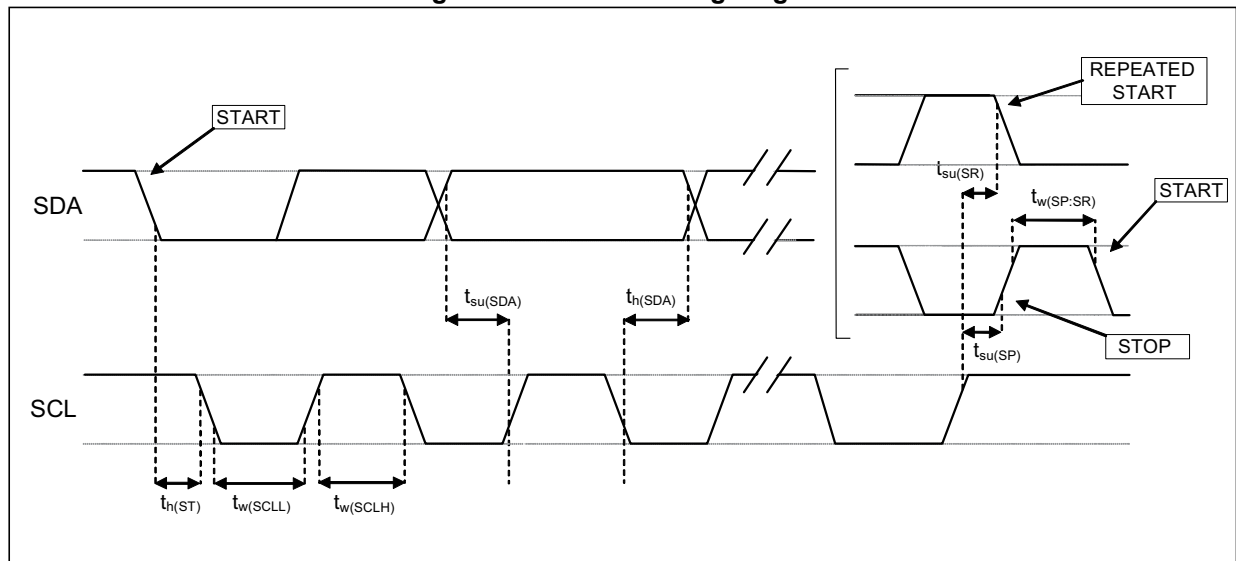 REPEATED
START
START
t_su(SR)
START
t_w(SP:SR)
SDA
t_su(SDA)
t_h(SDA)
t_su(SP)
STOP
SCL
t_h(ST)
t_w(SCLL)
t_w(SCLH)